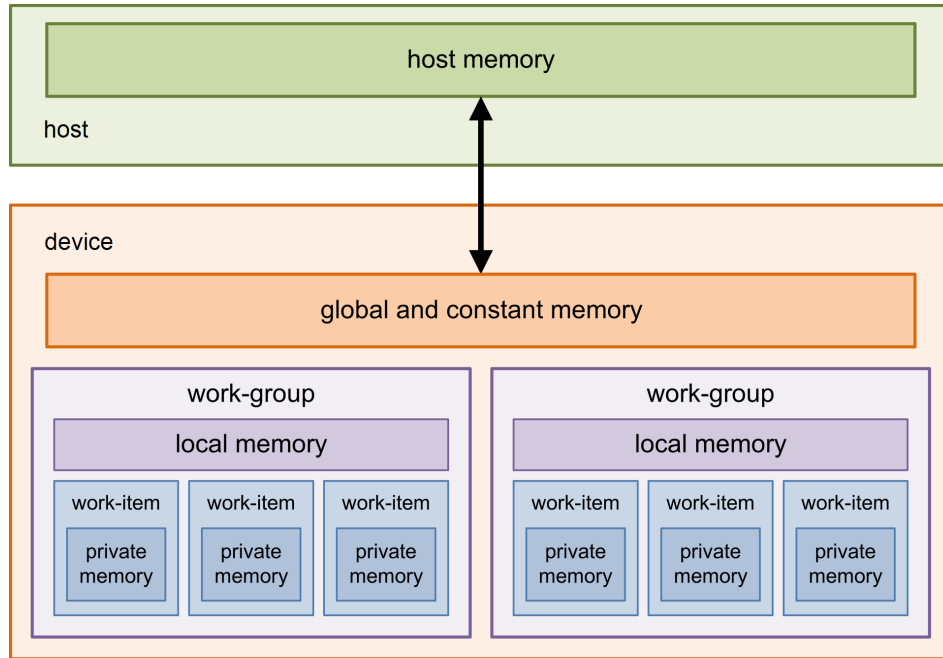 host memory
host
device
global and constant memory
work-group
local memory
work-item
private
memory
work-item
private
memory
work-item
private
memory
work-group
local memory
work-item
private
memory
work-item
private
memory
work-item
private
memory